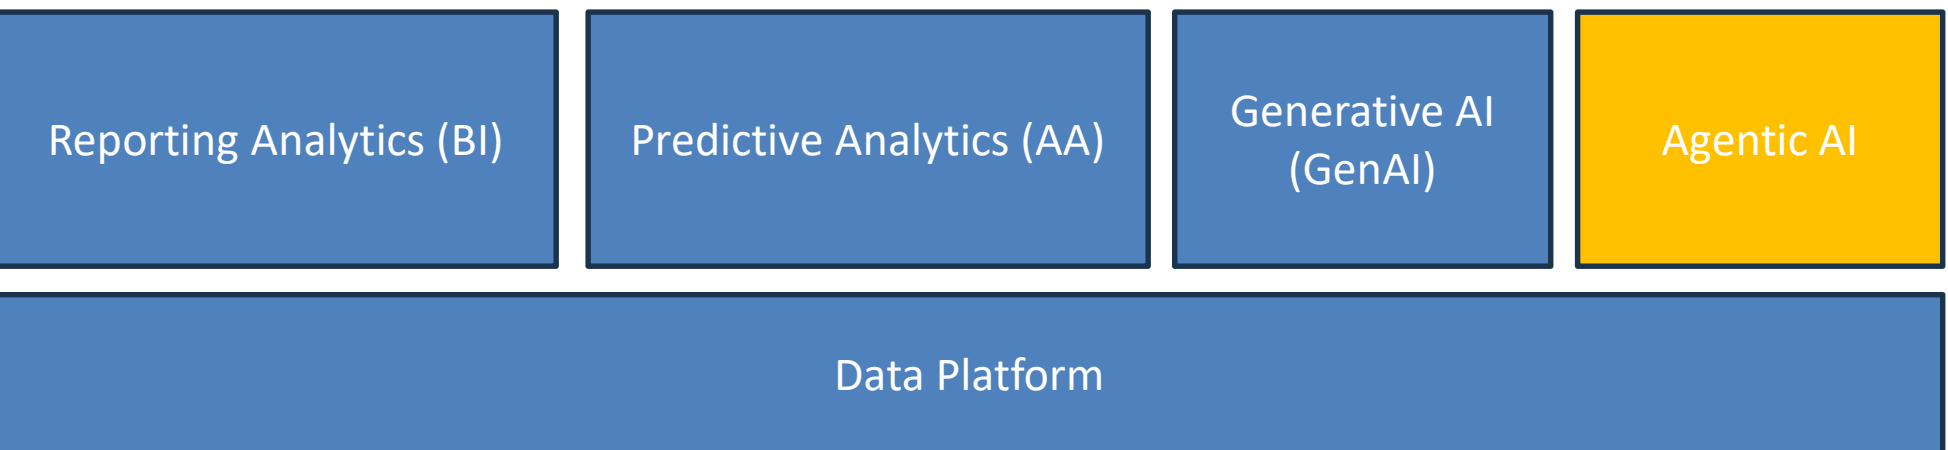 Reporting Analytics (BI)
Predictive Analytics (AA)
Generative AI
(GenAI)
Agentic AI
Data Platform